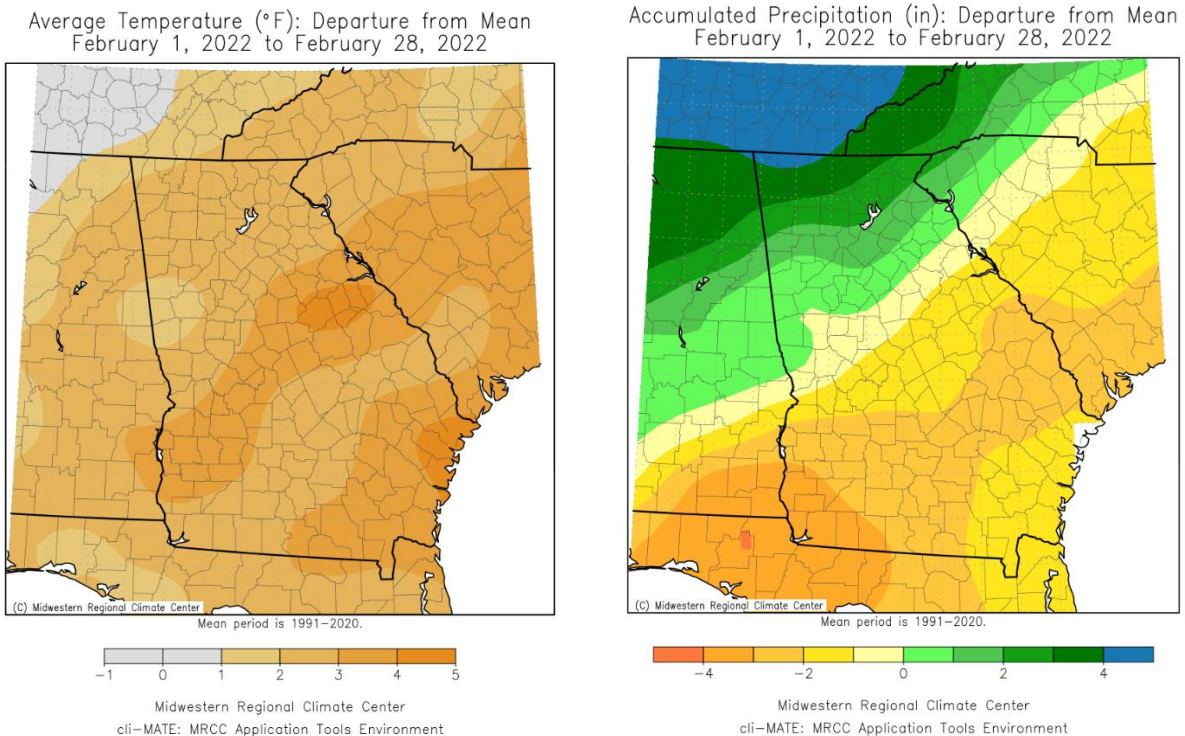 Average Temperature (°F): Departure from Mean
February 1, 2022 to February 28, 2022
(C) Midwestern Regional Climate Center
Mean period is 1991-2020.
-1 0 1 2 3 4 5
Midwestern Regional Climate Center
cli-MATE: MRCC Application Tools Environment
Accumulated Precipitation (in): Departure from Mean
February 1, 2022 to February 28, 2022
(C) Midwestern Regional Climate Center
Mean period is 1991-2020.
-4 -2 0 2 4
Midwestern Regional Climate Center
cli-MATE: MRCC Application Tools Environment